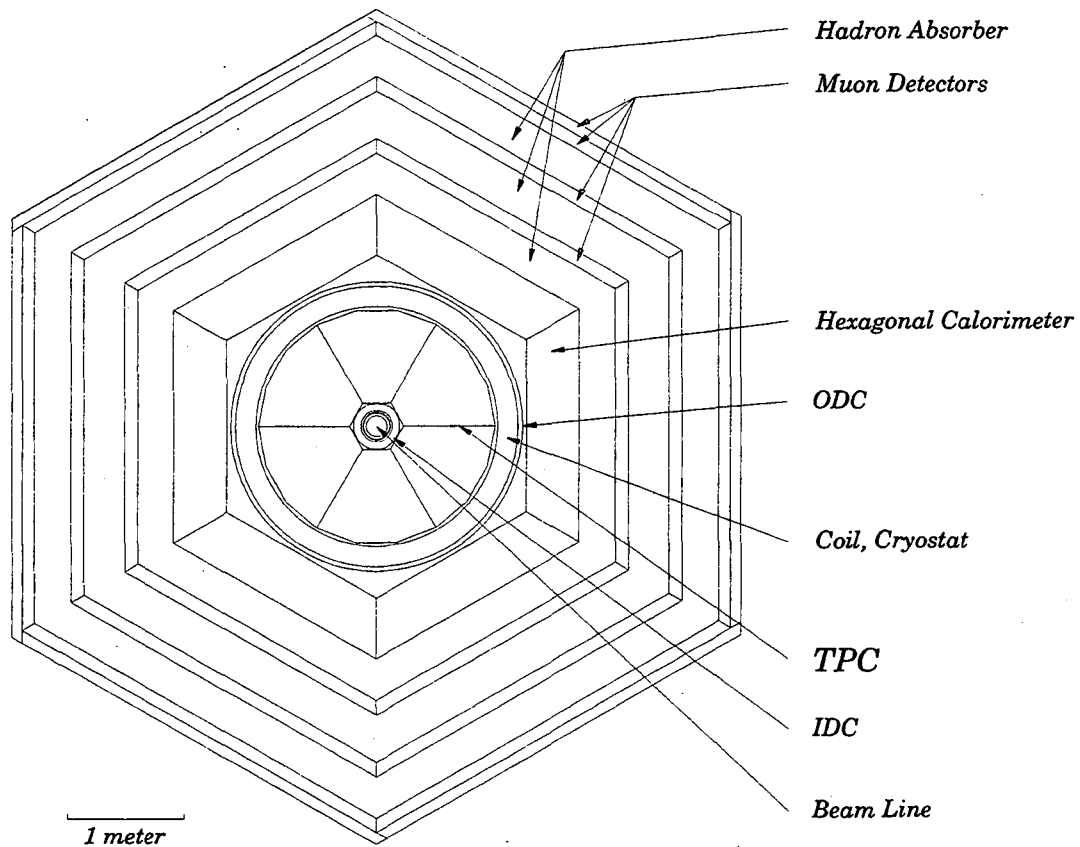 Hadron Absorber
Muon Detectors
Hexagonal Calorimeter
ODC
Coil, Cryostat
TPC
IDC
Beam Line
1 meter